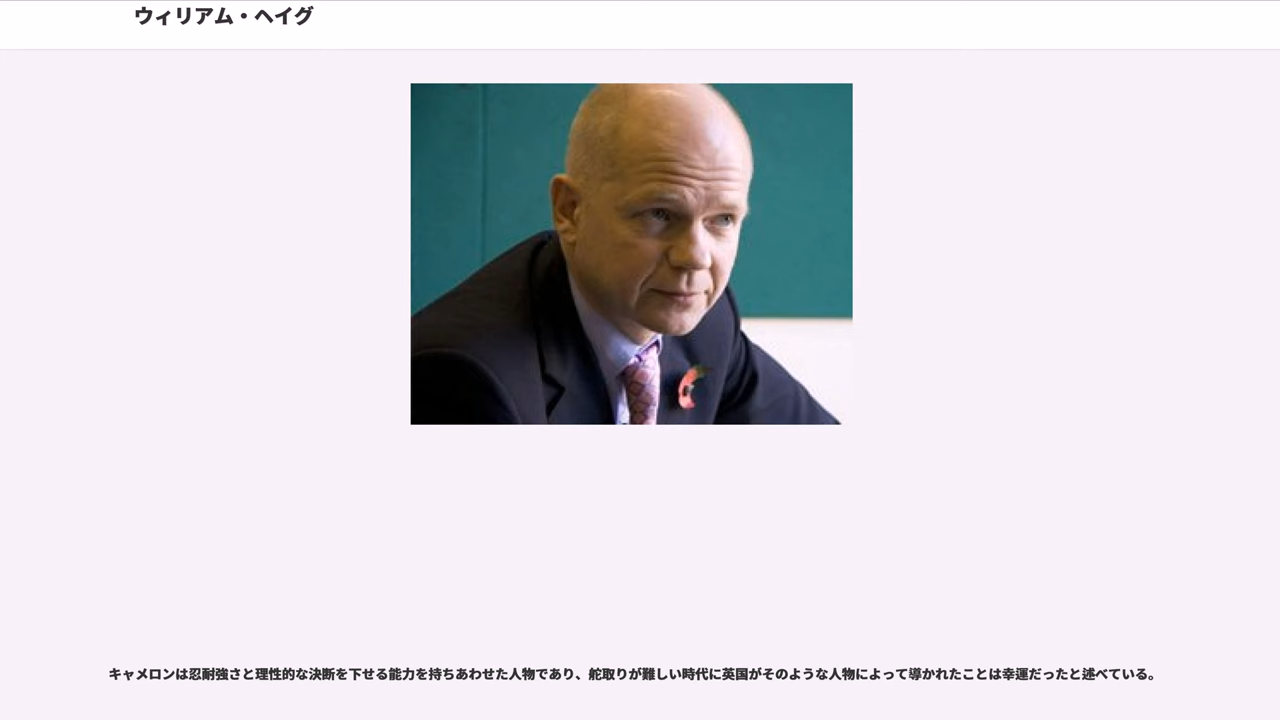 ウィリアム・ヘイグ
キャメロンは忍耐強さと理性的な決断を下せる能力を持ちあわせた人物であり、舵取りが難しい時代に英国がそのような人物によって導かれたことは幸運だったと述べている。